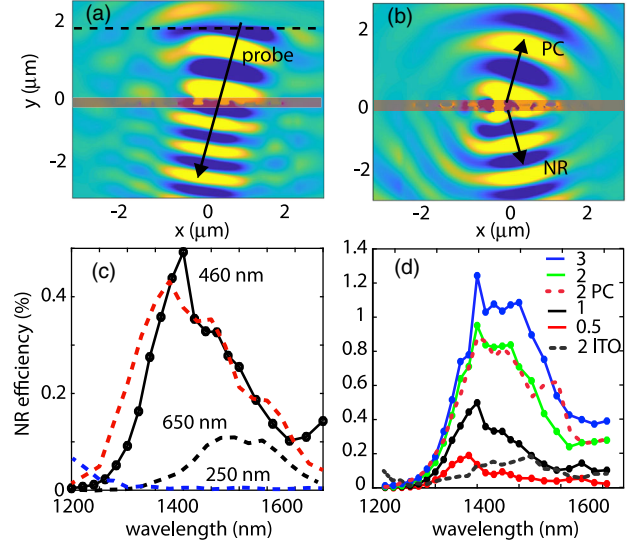 (a)
2
probe
y (μm)
0
-2
-2
0
2
x (μm)
(b)
2
PC
0
NR
-2
-2
0
2
x (μm)
(c)
460 nm
0.4
NR efficiency (%)
0.2
650 nm
250 nm
0
1200
1400
1600
wavelength (nm)
1.4
(d)
3
1.2
2
1
2 PC
0.8
1
0.6
0.5
0.4
2 ITO
0.2
0
1200
1400
1600
wavelength (nm)